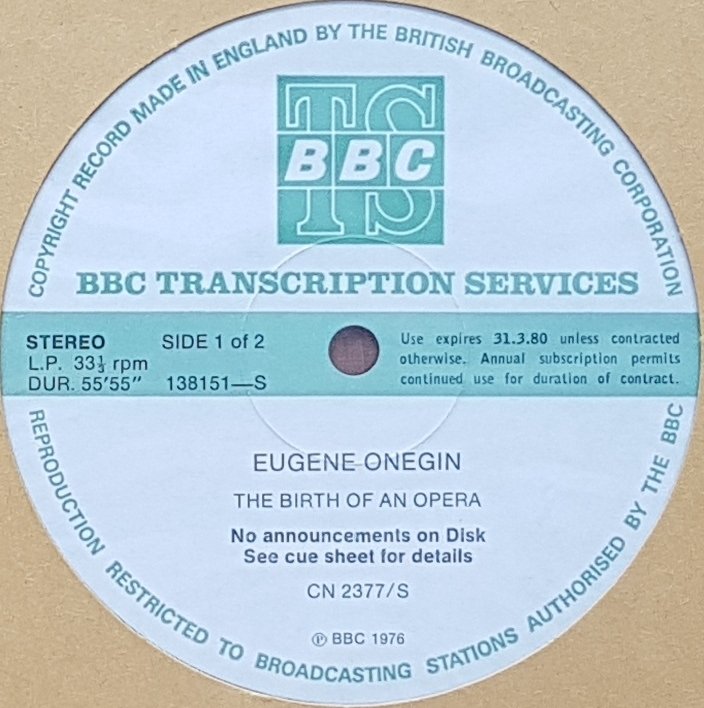 COPYRIGHT RECORD MADE IN ENGLAND BY THE BRITISH BROADCASTING CORPORATION
TS
BBC
BBC TRANSCRIPTION SERVICES
STEREO SIDE 1 of 2
L.P. 33⅓ rpm
DUR. 55'55" 138151—S
Use expires 31.3.80 unless contracted
otherwise. Annual subscription permits
continued use for duration of contract.
EUGENE ONEGIN
THE BIRTH OF AN OPERA
No announcements on Disk
See cue sheet for details
CN 2377/S
℗ BBC 1976
REPRODUCTION RESTRICTED TO BROADCASTING STATIONS AUTHORISED BY THE BBC